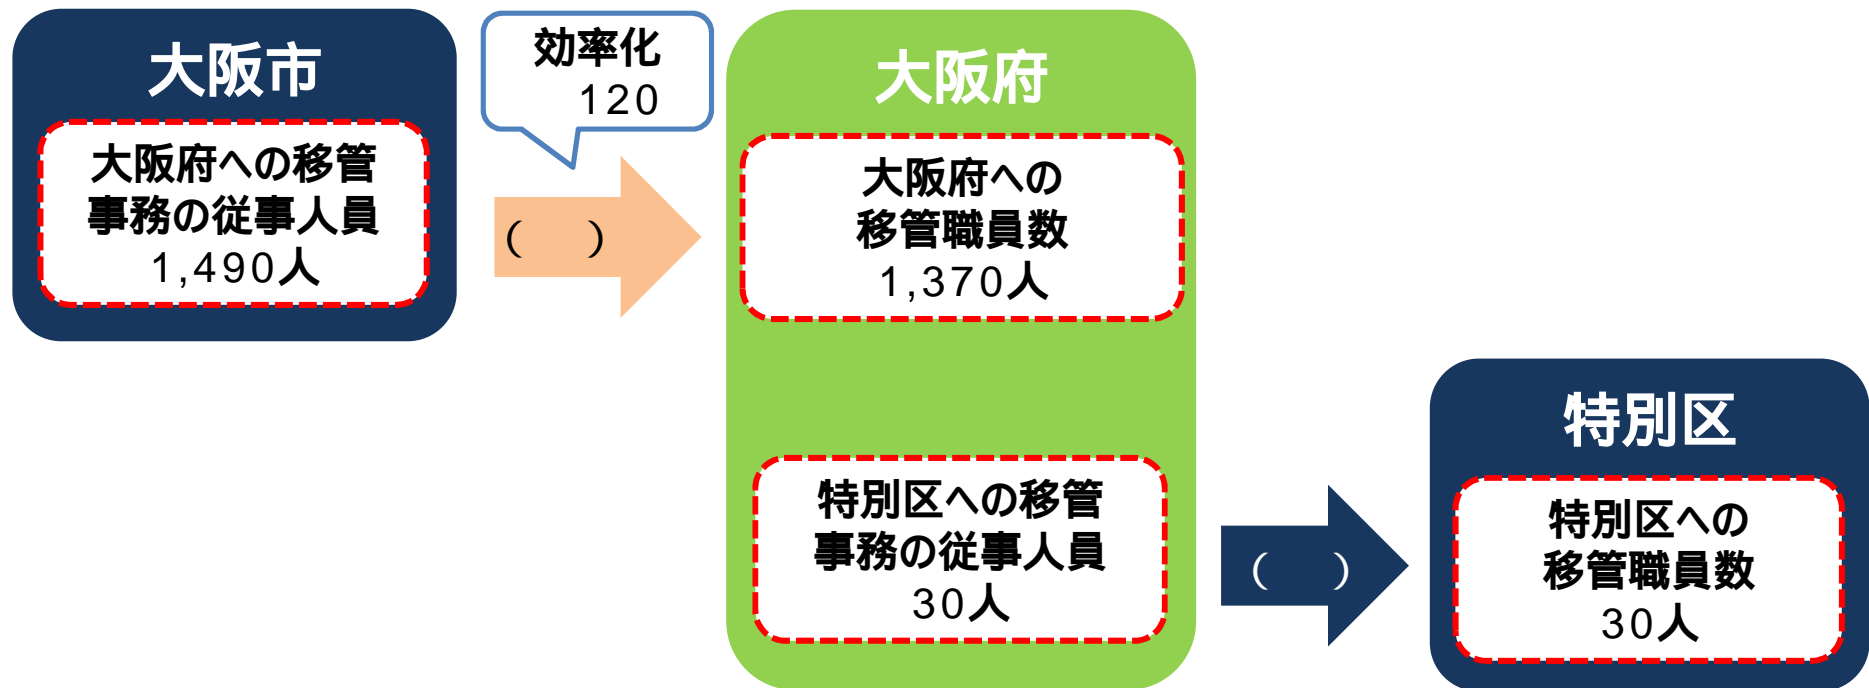 大阪市
大阪府への移管
事務の従事人員
1,490人
効率化
120
(　)
大阪府
大阪府への
移管職員数
1,370人
特別区への移管
事務の従事人員
30人
(　)
特別区
特別区への
移管職員数
30人